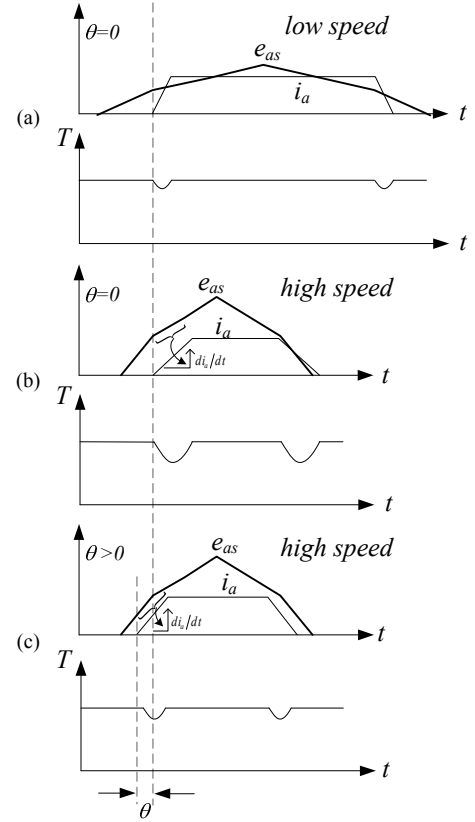 θ=0
low speed
e_as
i_a
t
(a)
T
t
θ=0
high speed
e_as
i_a
di_a/dt
t
(b)
T
t
θ>0
high speed
e_as
i_a
di_a/dt
t
(c)
T
t
θ